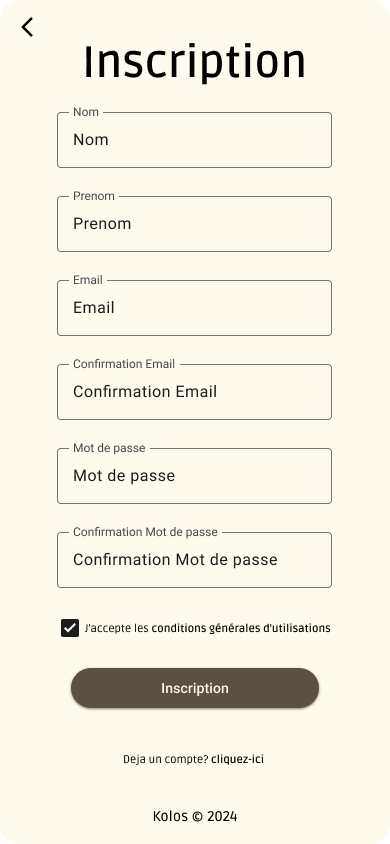 Inscription
Nom
Nom
Prenom
Prenom
Email
Email
Confirmation Email
Confirmation Email
Mot de passe
Mot de passe
Confirmation Mot de passe
Confirmation Mot de passe
J'accepte les conditions générales d'utilisations
Inscription
Deja un compte? cliquez-ici
Kolos © 2024